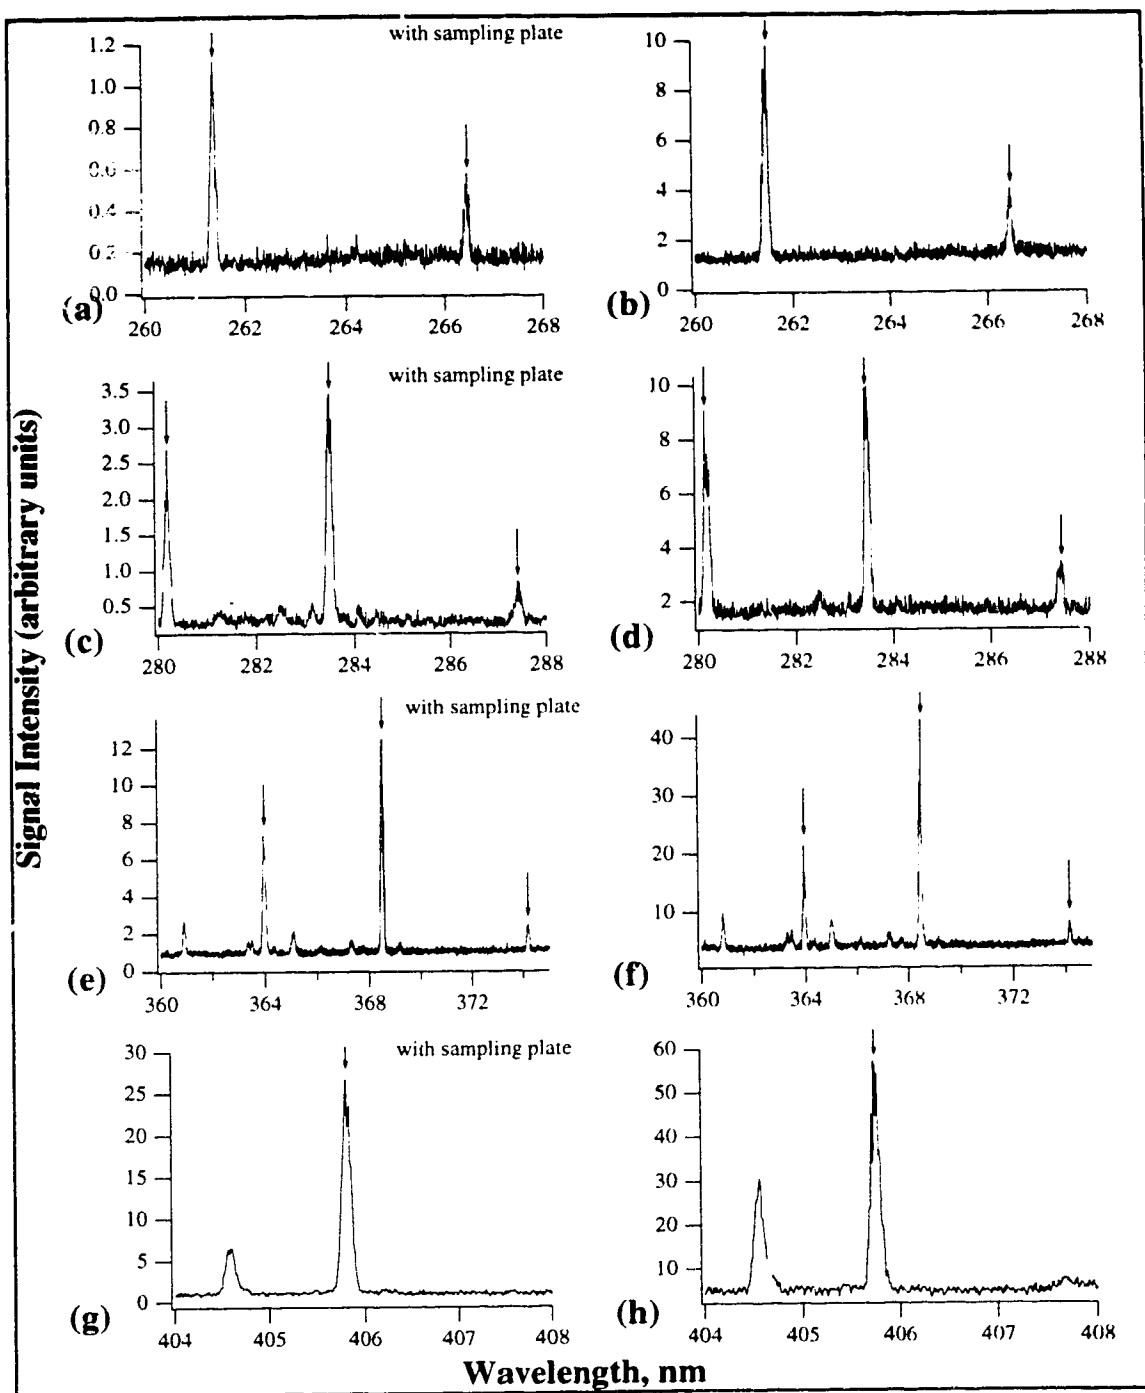 with sampling plate
1.2
1.0
0.8
0.6
0.4
0.2
0.0
(a)
260 262 264 266 268
10
8
6
4
2
0
(b)
260 262 264 266 268
with sampling plate
3.5
3.0
2.5
2.0
1.5
1.0
0.5
(c)
280 282 284 286 288
10
8
6
4
2
(d)
280 282 284 286 288
with sampling plate
12
10
8
6
4
2
0
(e)
360 364 368 372
40
30
20
10
(f)
360 364 368 372
with sampling plate
30
25
20
15
10
5
0
(g)
404 405 406 407 408
60
50
40
30
20
10
(h)
404 405 406 407 408
Signal Intensity (arbitrary units)
Wavelength, nm